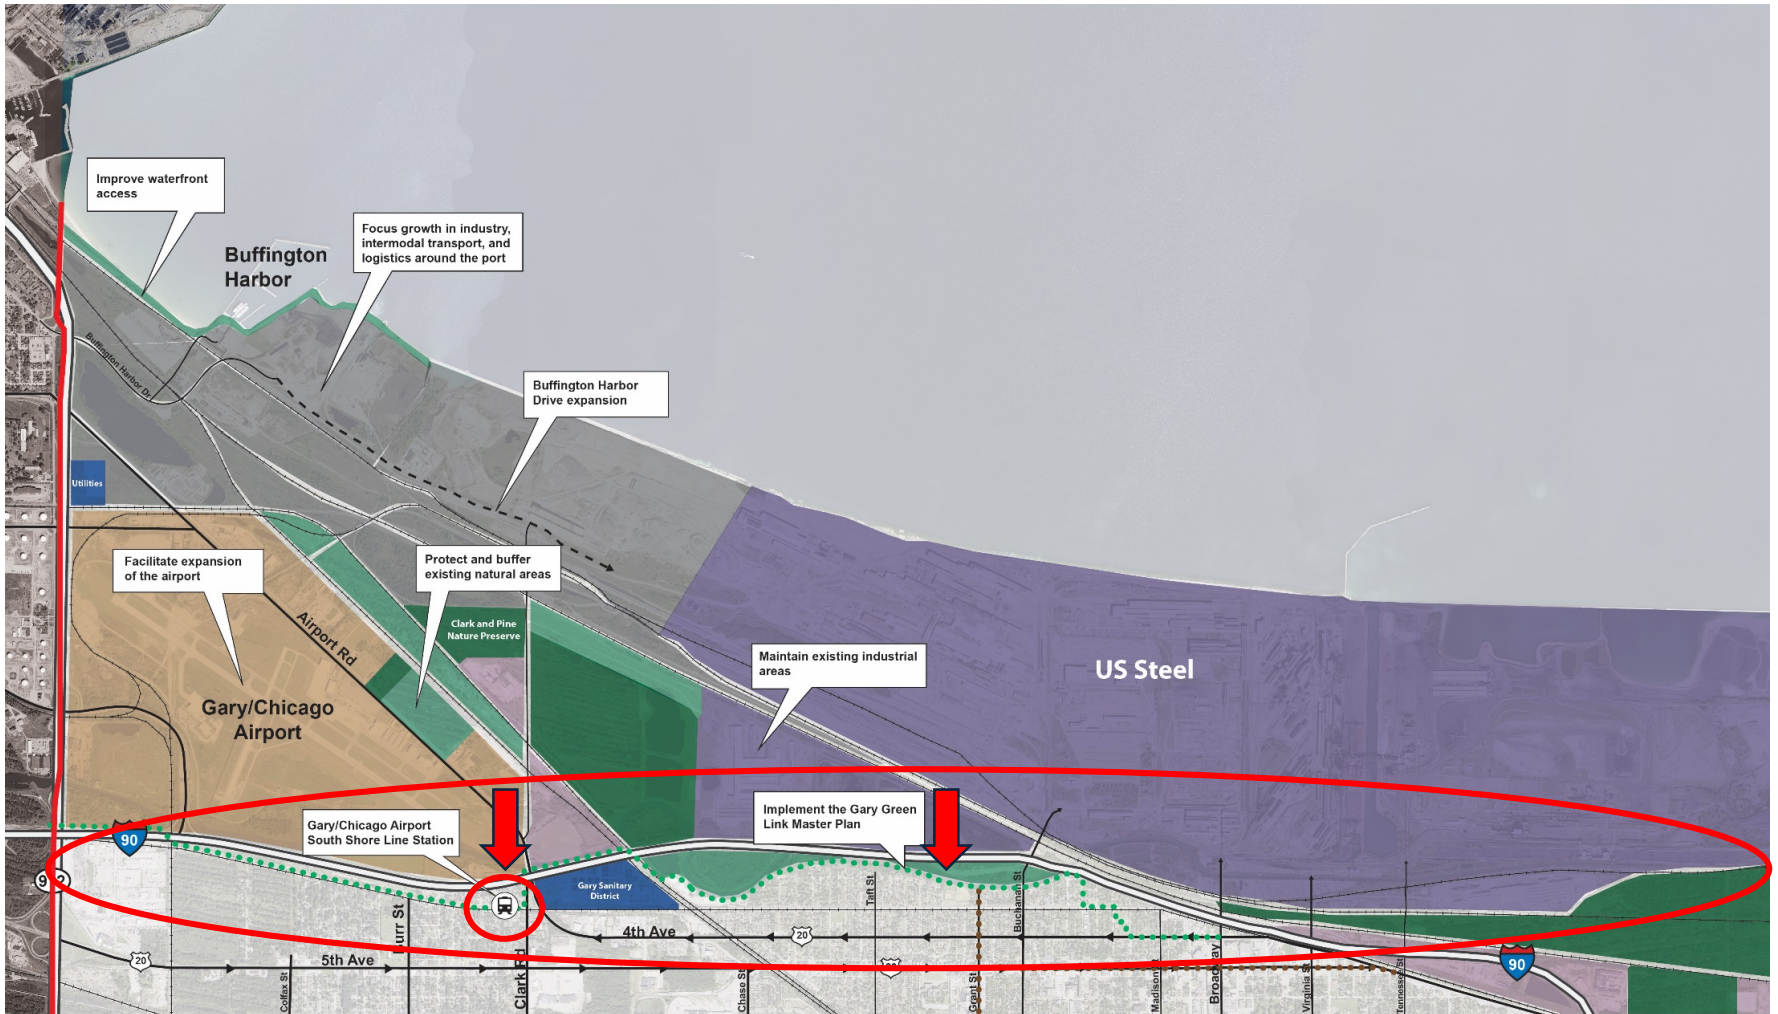 Improve waterfront
access
Focus growth in industry,
intermodal transport, and
logistics around the port
Buffington
Harbor
Buffington Harbor Dr
Buffington Harbor
Drive expansion
Utilities
Facilitate expansion
of the airport
Protect and buffer
existing natural areas
Airport Rd
Clark and Pine
Nature Preserve
Maintain existing industrial
areas
US Steel
Gary/Chicago
Airport
Gary/Chicago Airport
South Shore Line Station
Implement the Gary Green
Link Master Plan
90
Gary Sanitary
District
Taft St
Buchanan St
4th Ave
20
20
5th Ave
Clark Rd
Colfax St
Chase St
Grant St
Madison St
Broadway
Virginia St
90